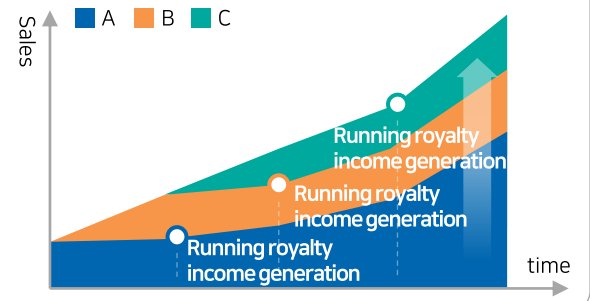 A B C
Sales
Running royalty
income generation
Running royalty
income generation
Running royalty
income generation
time